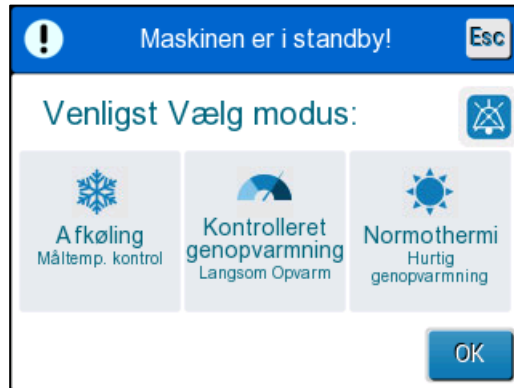 Maskinen er i standby!
Esc
Venligst Vælg modus:
Afkøling
Måltemp. kontrol
Kontrolleret
genopvarmning
Langsom Opvarm
Normothermi
Hurtig
genopvarmning
OK